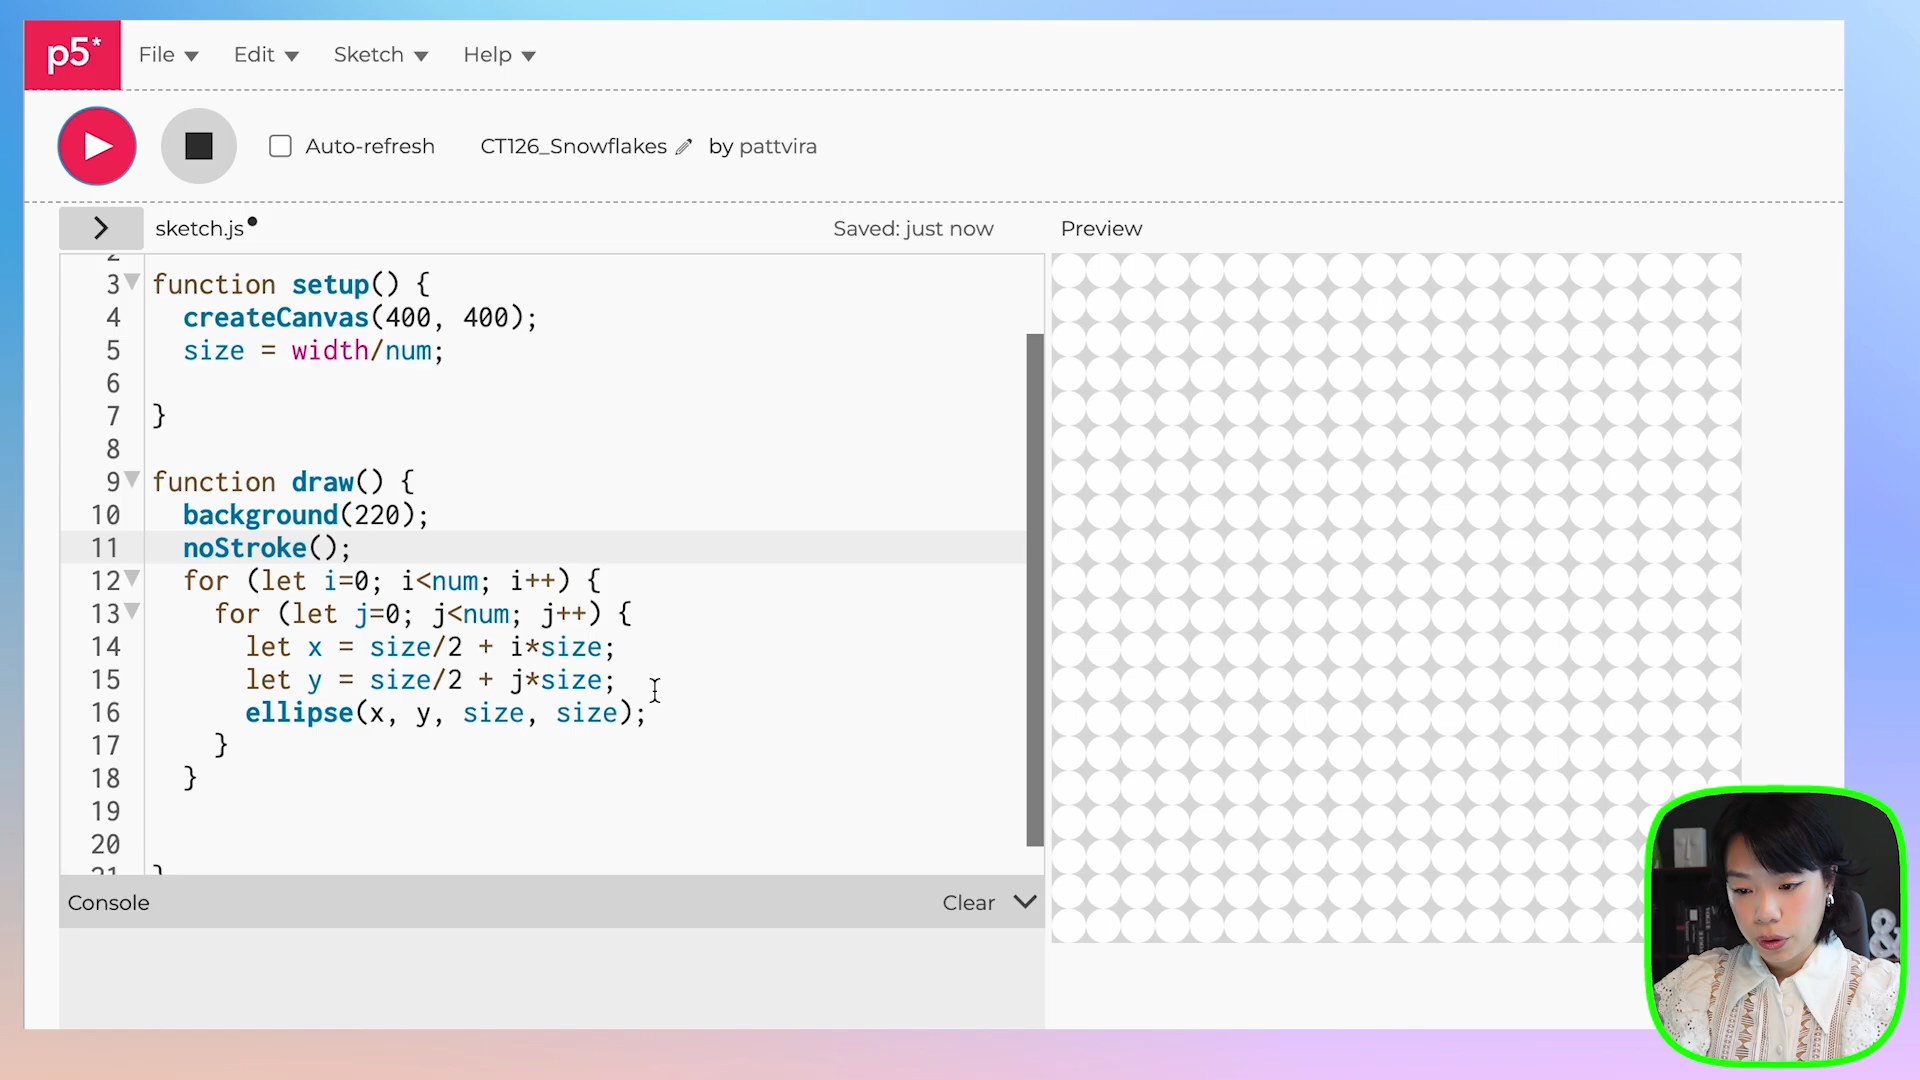 p5* File Edit Sketch Help
Auto-refresh CT126_Snowflakes by pattvira
sketch.js Saved: just now Preview
2
3 function setup() {
4 createCanvas(400, 400);
5 size = width/num;
6
7 }
8
9 function draw() {
10 background(220);
11 noStroke();
12 for (let i=0; i<num; i++) {
13 for (let j=0; j<num; j++) {
14 let x = size/2 + i*size;
15 let y = size/2 + j*size;
16 ellipse(x, y, size, size);
17 }
18 }
19
20
21 }
Console Clear